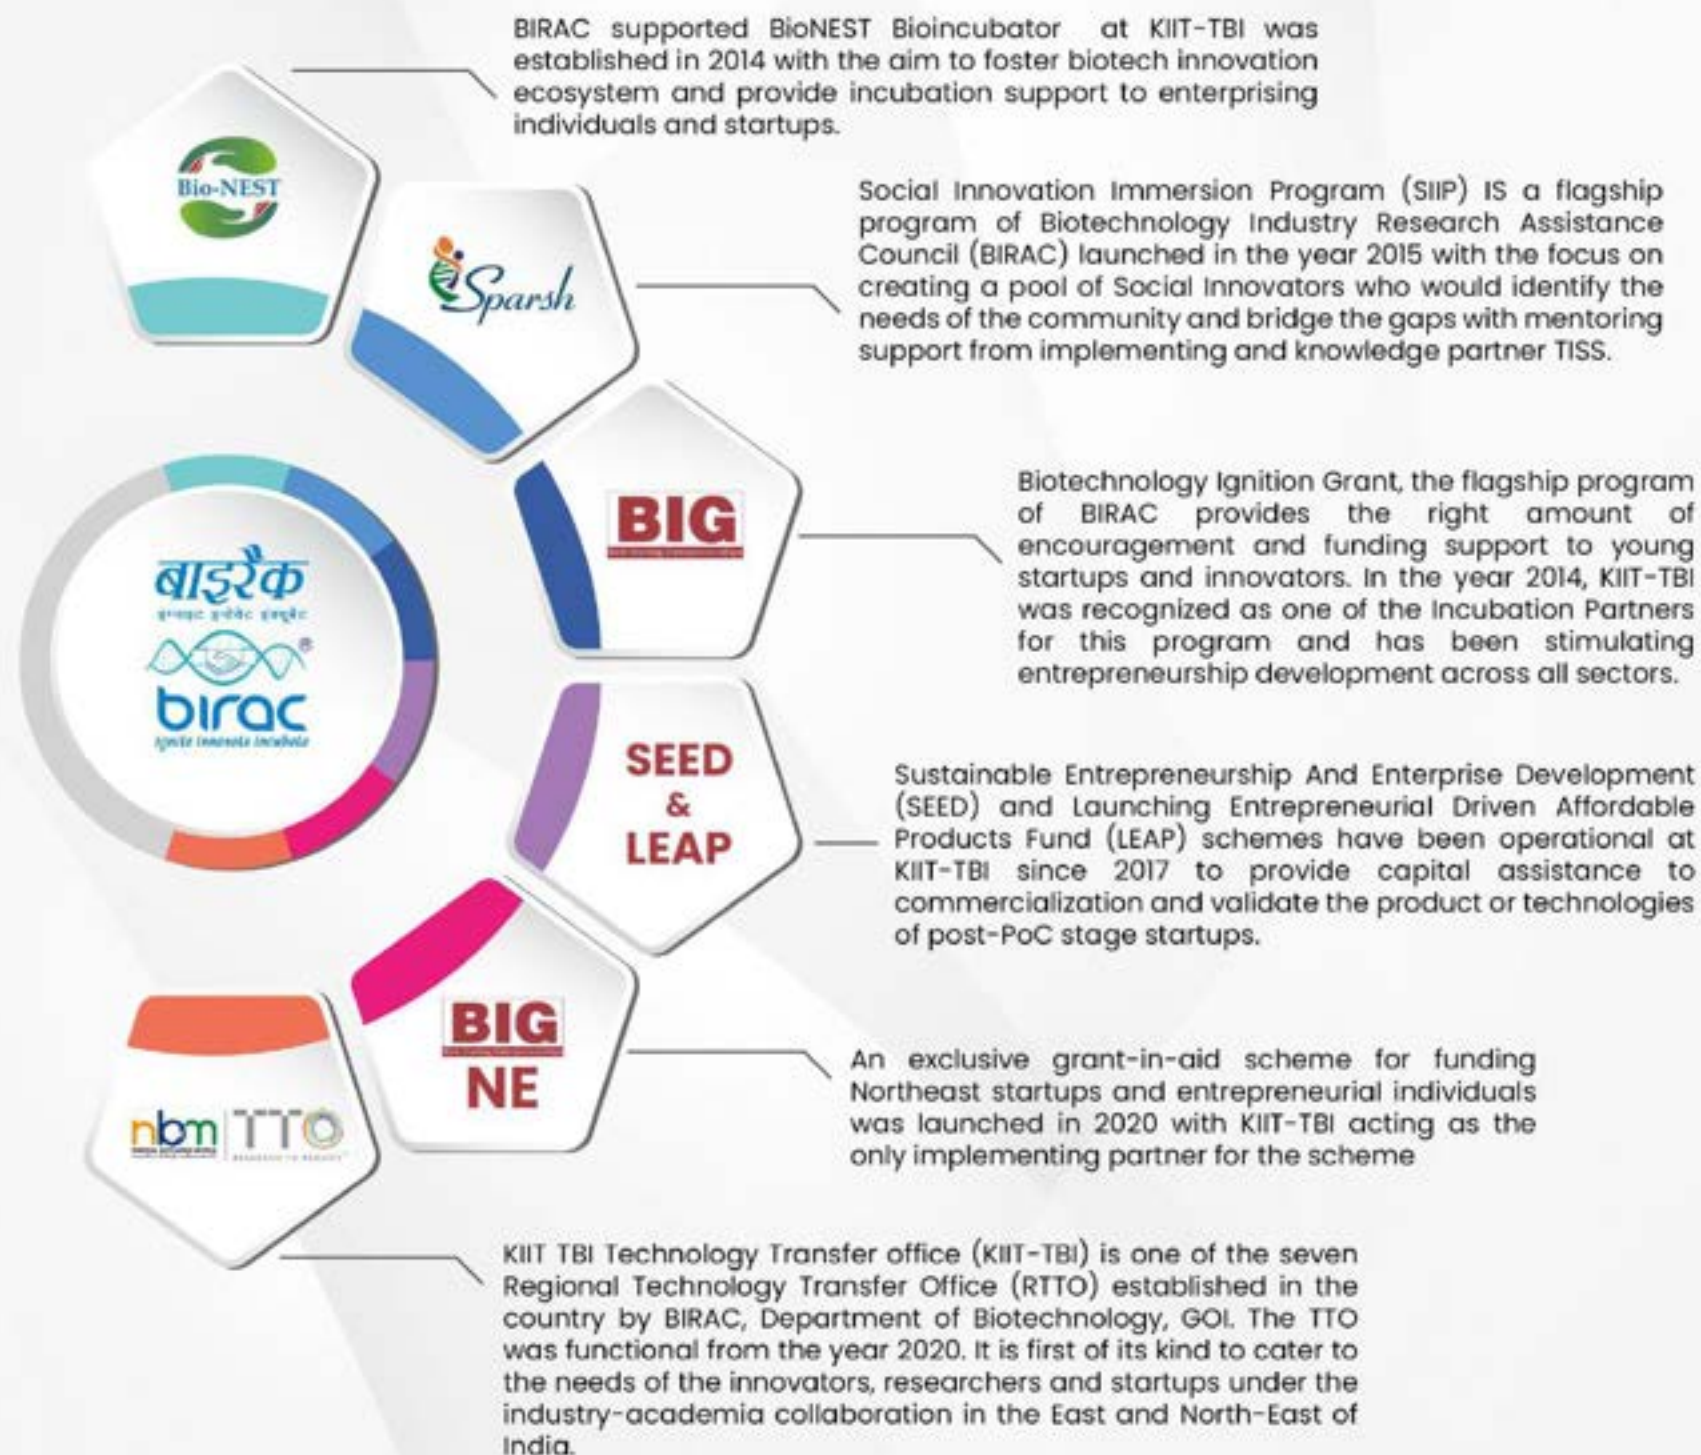 BIRAC supported BioNEST Bioincubator at KIIT-TBI was
established in 2014 with the aim to foster biotech innovation
ecosystem and provide incubation support to enterprising
individuals and startups.
Bio-NEST
Social Innovation Immersion Program (SIIP) IS a flagship
program of Biotechnology Industry Research Assistance
Council (BIRAC) launched in the year 2015 with the focus on
creating a pool of Social Innovators who would identify the
needs of the community and bridge the gaps with mentoring
support from implementing and knowledge partner TISS.
Sparsh
Biotechnology Ignition Grant, the flagship program
of BIRAC provides the right amount of
encouragement and funding support to young
startups and innovators. In the year 2014, KIIT-TBI
was recognized as one of the Incubation Partners
for this program and has been stimulating
entrepreneurship development across all sectors.
BIG
बाइरैक
®
birac
Ignite Innovate Incubate
SEED
&
LEAP
Sustainable Entrepreneurship And Enterprise Development
(SEED) and Launching Entrepreneurial Driven Affordable
Products Fund (LEAP) schemes have been operational at
KIIT-TBI since 2017 to provide capital assistance to
commercialization and validate the product or technologies
of post-PoC stage startups.
BIG
NE
An exclusive grant-in-aid scheme for funding
Northeast startups and entrepreneurial individuals
was launched in 2020 with KIIT-TBI acting as the
only implementing partner for the scheme
nbm TTO
KIIT TBI Technology Transfer office (KIIT-TBI) is one of the seven
Regional Technology Transfer Office (RTTO) established in the
country by BIRAC, Department of Biotechnology, GOI. The TTO
was functional from the year 2020. It is first of its kind to cater to
the needs of the innovators, researchers and startups under the
industry-academia collaboration in the East and North-East of
India.